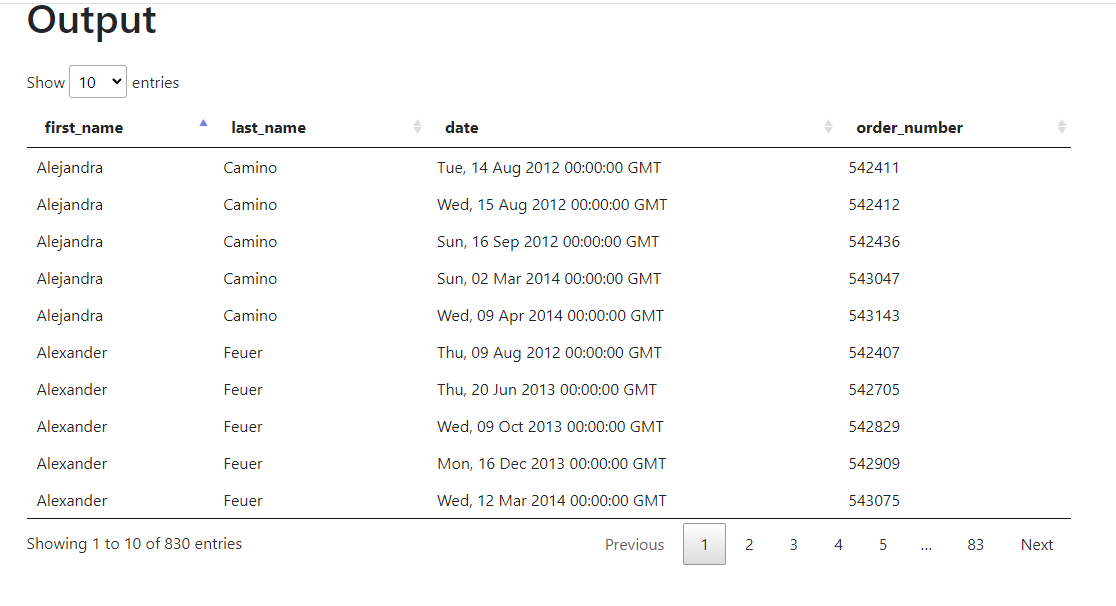 Output
Show 10 entries
first_name last_name date order_number
Alejandra Camino Tue, 14 Aug 2012 00:00:00 GMT 542411
Alejandra Camino Wed, 15 Aug 2012 00:00:00 GMT 542412
Alejandra Camino Sun, 16 Sep 2012 00:00:00 GMT 542436
Alejandra Camino Sun, 02 Mar 2014 00:00:00 GMT 543047
Alejandra Camino Wed, 09 Apr 2014 00:00:00 GMT 543143
Alexander Feuer Thu, 09 Aug 2012 00:00:00 GMT 542407
Alexander Feuer Thu, 20 Jun 2013 00:00:00 GMT 542705
Alexander Feuer Wed, 09 Oct 2013 00:00:00 GMT 542829
Alexander Feuer Mon, 16 Dec 2013 00:00:00 GMT 542909
Alexander Feuer Wed, 12 Mar 2014 00:00:00 GMT 543075
Showing 1 to 10 of 830 entries Previous 1 2 3 4 5 ... 83 Next